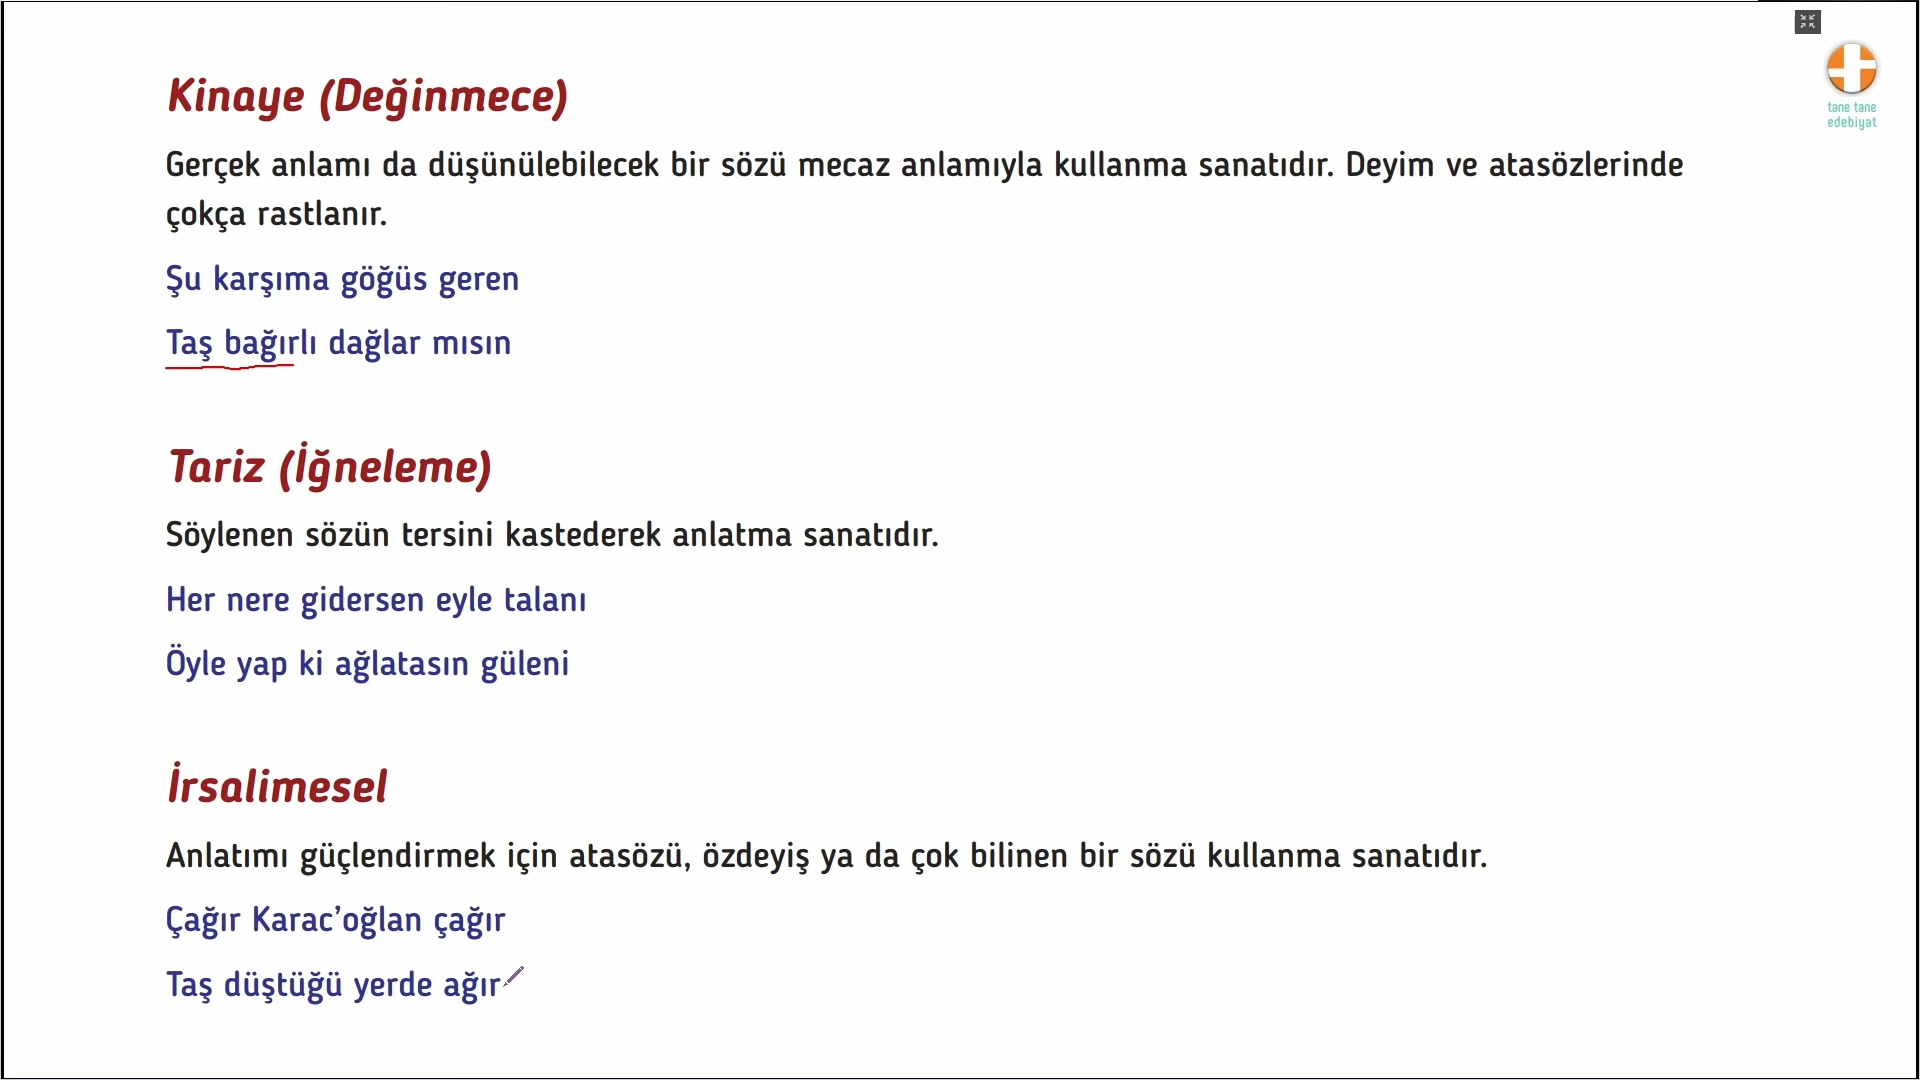 Kinaye (Değinmece)
Gerçek anlamı da düşünülebilecek bir sözü mecaz anlamıyla kullanma sanatıdır. Deyim ve atasözlerinde
çokça rastlanır.
Şu karşıma göğüs geren
Taş bağırlı dağlar mısın
Tariz (İğneleme)
Söylenen sözün tersini kastederek anlatma sanatıdır.
Her nere gidersen eyle talanı
Öyle yap ki ağlatasın güleni
İrsalimesel
Anlatımı güçlendirmek için atasözü, özdeyiş ya da çok bilinen bir sözü kullanma sanatıdır.
Çağır Karac’oğlan çağır
Taş düştüğü yerde ağır
tane tane
edebiyat